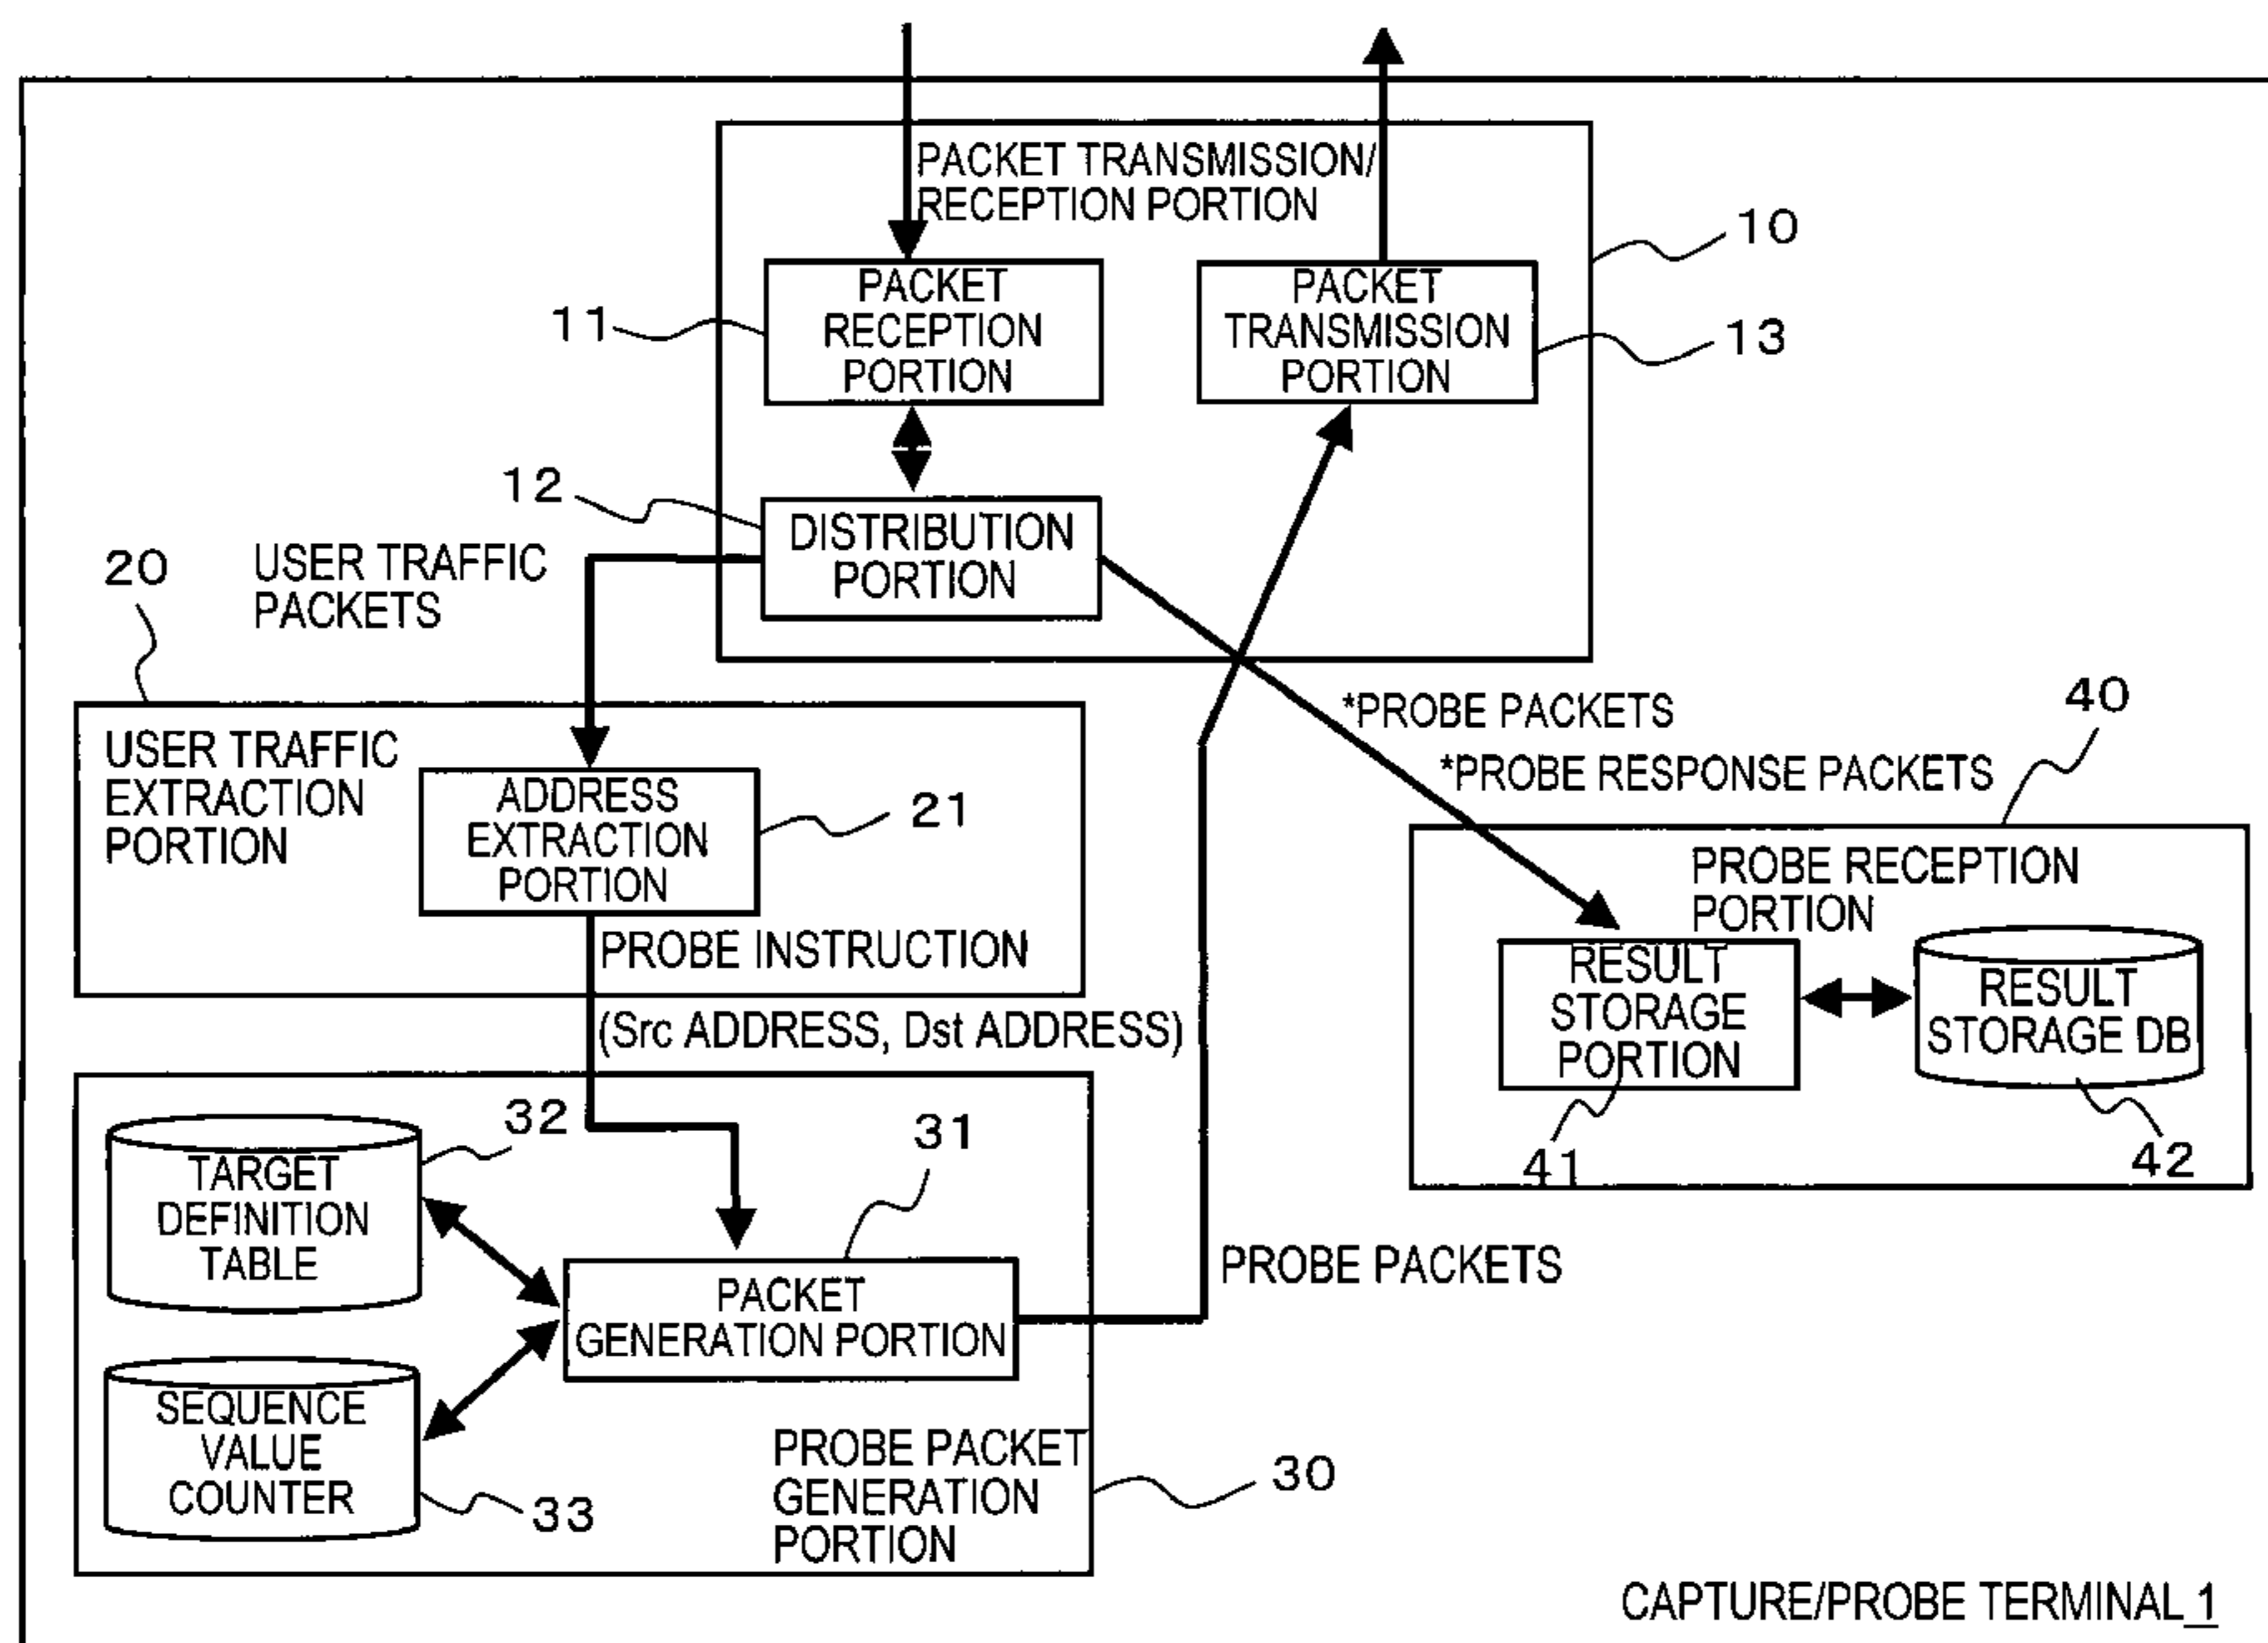 PACKET TRANSMISSION/
RECEPTION PORTION
10
PACKET
RECEPTION
PORTION
11
PACKET
TRANSMISSION
PORTION
13
12
DISTRIBUTION
PORTION
20
USER TRAFFIC
PACKETS
*PROBE PACKETS
*PROBE RESPONSE PACKETS
40
USER TRAFFIC
EXTRACTION
PORTION
ADDRESS
EXTRACTION
PORTION
21
PROBE INSTRUCTION
(Src ADDRESS, Dst ADDRESS)
PROBE RECEPTION
PORTION
RESULT
STORAGE
PORTION
41
RESULT
STORAGE DB
42
32
TARGET
DEFINITION
TABLE
31
PACKET
GENERATION PORTION
PROBE PACKETS
SEQUENCE
VALUE
COUNTER
33
PROBE PACKET
GENERATION
PORTION
30
CAPTURE/PROBE TERMINAL 1